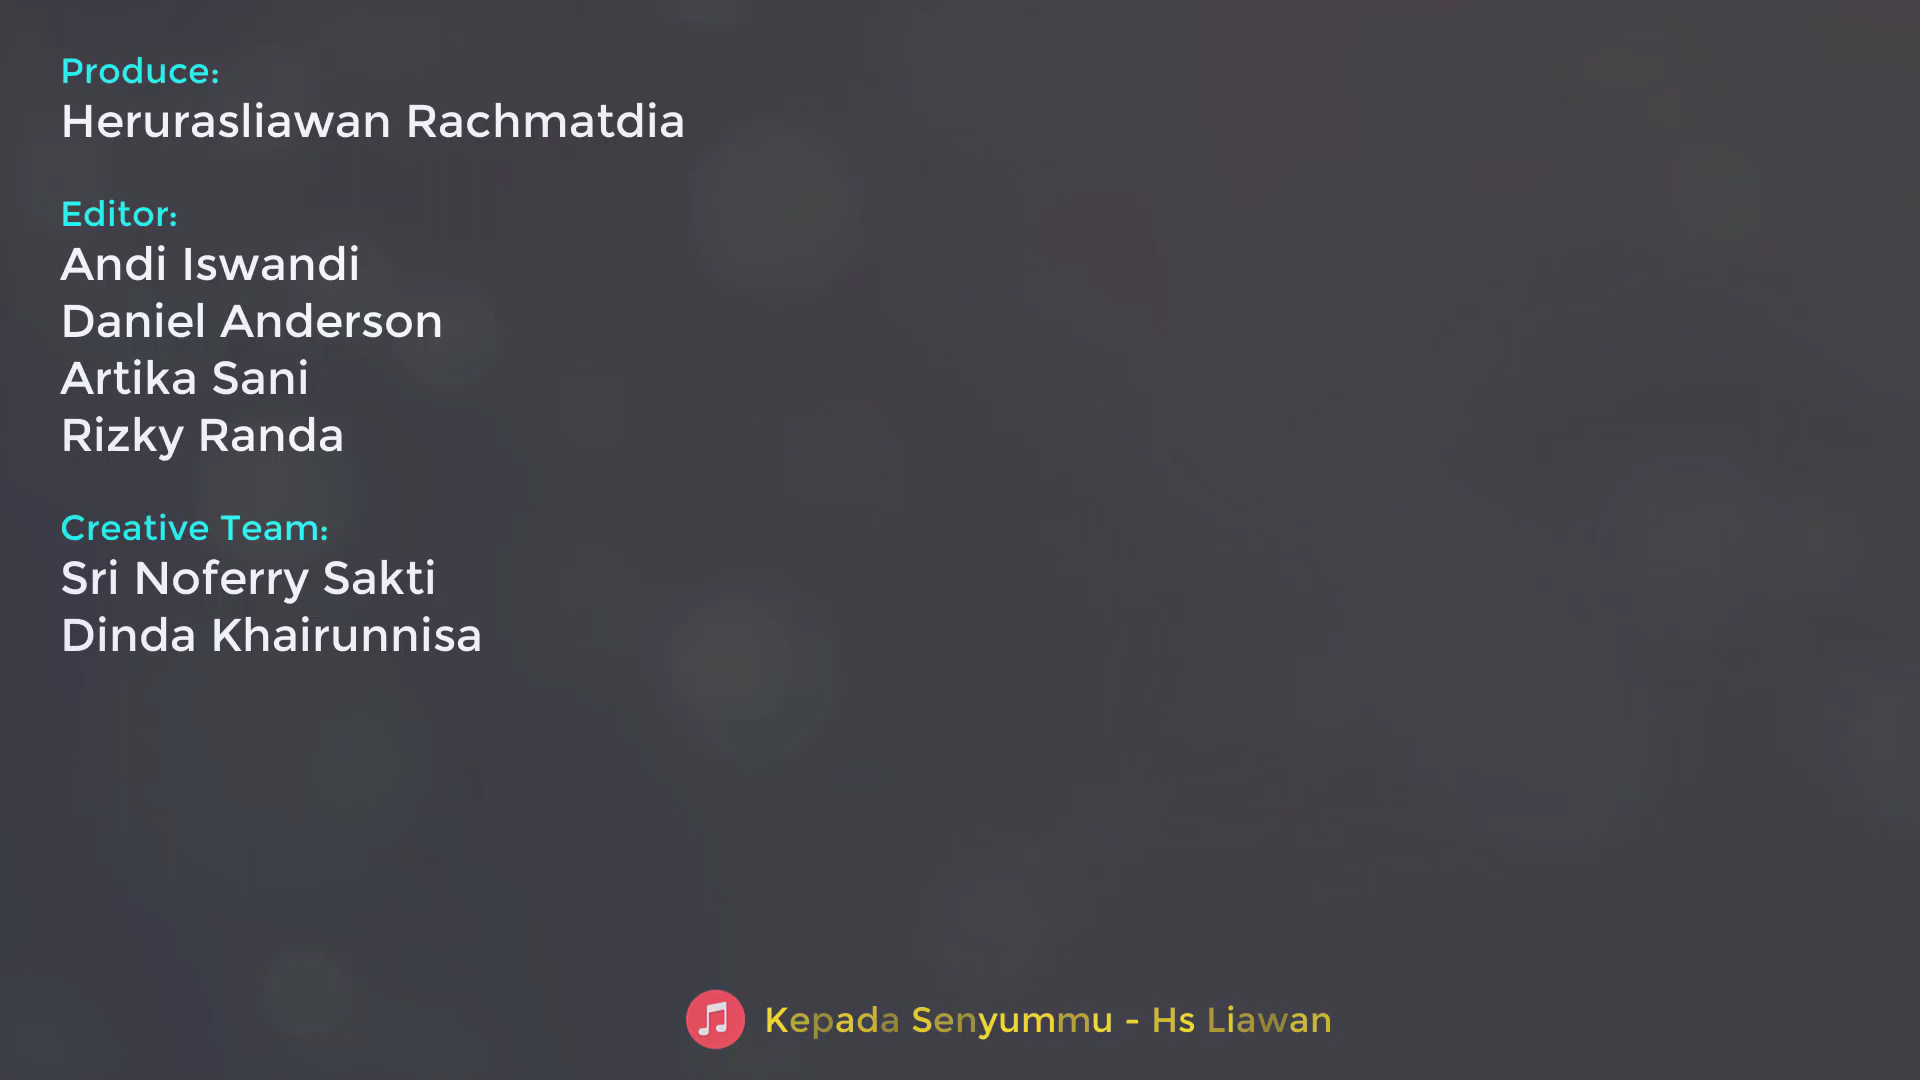 Produce:
Herurasliawan Rachmatdia
Editor:
Andi Iswandi
Daniel Anderson
Artika Sani
Rizky Randa
Creative Team:
Sri Noferry Sakti
Dinda Khairunnisa
Kepada Senyummu - Hs Liawan